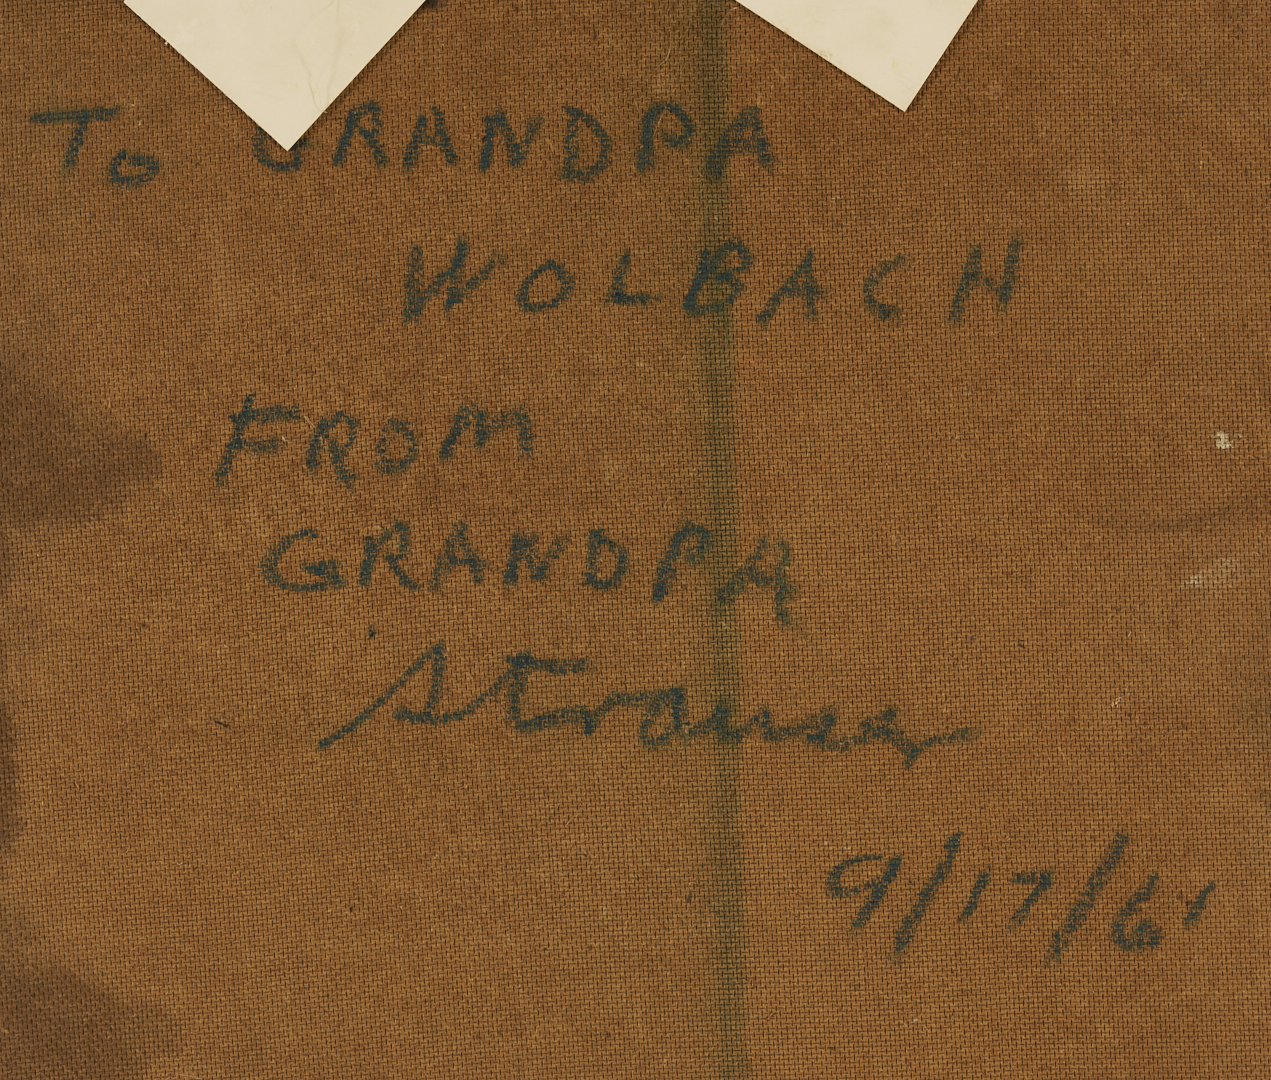 To GRANDPA
WOLBACH
FROM
GRANDPA
Strauss
9/17/61